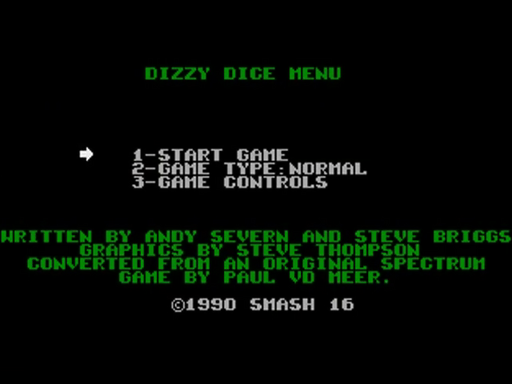 DIZZY DICE MENU
1-START GAME
2-GAME TYPE:NORMAL
3-GAME CONTROLS
WRITTEN BY ANDY SEVERN AND STEVE BRIGGS
GRAPHICS BY STEVE THOMPSON
CONVERTED FROM AN ORIGINAL SPECTRUM
GAME BY PAUL VD MEER.
©1990 SMASH 16